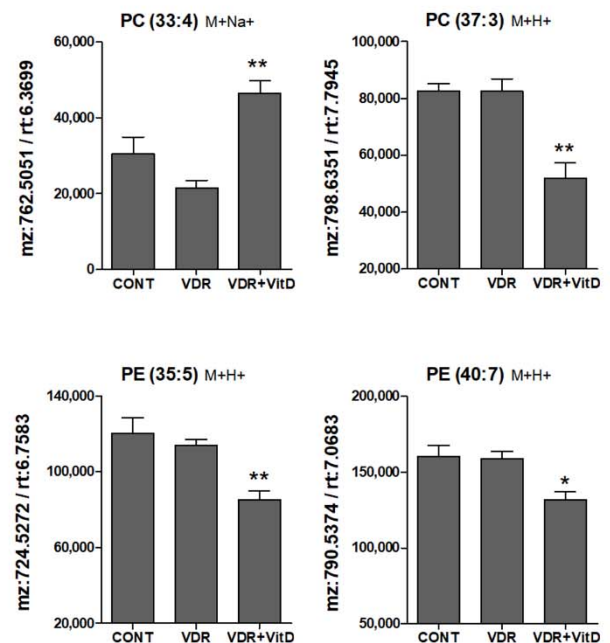 PC (33:4) M+Na+
mz:762.5051 / rt:6.3699
60,000
40,000
20,000
0
**
CONT VDR VDR+VitD
PC (37:3) M+H+
mz:798.6351 / rt:7.7945
100,000
80,000
60,000
40,000
20,000
**
CONT VDR VDR+VitD
PE (35:5) M+H+
mz:724.5272 / rt:6.7583
140,000
100,000
60,000
20,000
**
CONT VDR VDR+VitD
PE (40:7) M+H+
mz:790.5374 / rt:7.0683
200,000
150,000
100,000
50,000
*
CONT VDR VDR+VitD